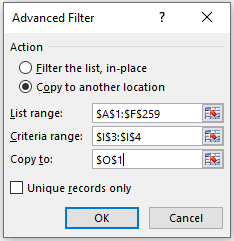 Advanced Filter
? ×
Action
Filter the list, in-place
Copy to another location
List range: $A$1:$F$259
Criteria range: $I$3:$I$4
Copy to: $O$1
Unique records only
OK Cancel